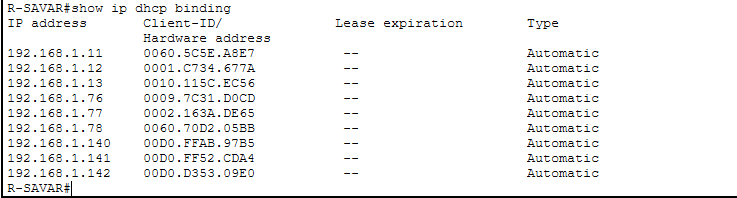 R-SAVAR#show ip dhcp binding
IP address       Client-ID/              Lease expiration        Type
                 Hardware address
192.168.1.11     0060.5C5E.A8E7           --                     Automatic
192.168.1.12     0001.C734.677A           --                     Automatic
192.168.1.13     0010.115C.EC56           --                     Automatic
192.168.1.76     0009.7C31.D0CD           --                     Automatic
192.168.1.77     0002.163A.DE65           --                     Automatic
192.168.1.78     0060.70D2.05BB           --                     Automatic
192.168.1.140    00D0.FFAB.97B5           --                     Automatic
192.168.1.141    00D0.FF52.CDA4           --                     Automatic
192.168.1.142    00D0.D353.09E0           --                     Automatic
R-SAVAR#